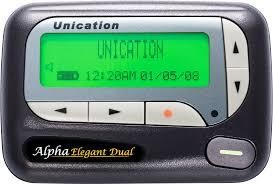 Unication
UNICATION
12:20AM 01/05/08
Alpha Elegant Dual